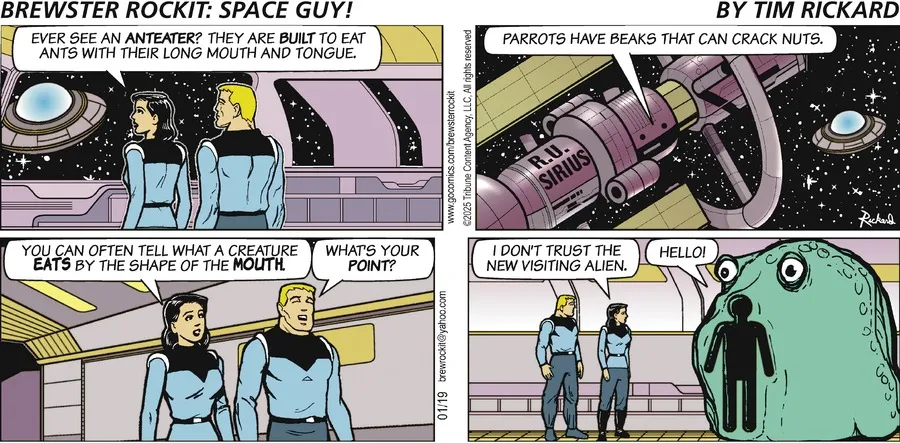 BREWSTER ROCKIT: SPACE GUY!
BY TIM RICKARD
EVER SEE AN ANTEATER? THEY ARE BUILT TO EAT
ANTS WITH THEIR LONG MOUTH AND TONGUE.
www.gocomics.com/brewsterrockit
©2025 Tribune Content Agency, LLC. All rights reserved
PARROTS HAVE BEAKS THAT CAN CRACK NUTS.
R.U.
SIRIUS
Rickard
YOU CAN OFTEN TELL WHAT A CREATURE
EATS BY THE SHAPE OF THE MOUTH.
WHAT'S YOUR
POINT?
01/19 brewrockit@yahoo.com
I DON'T TRUST THE
NEW VISITING ALIEN.
HELLO!